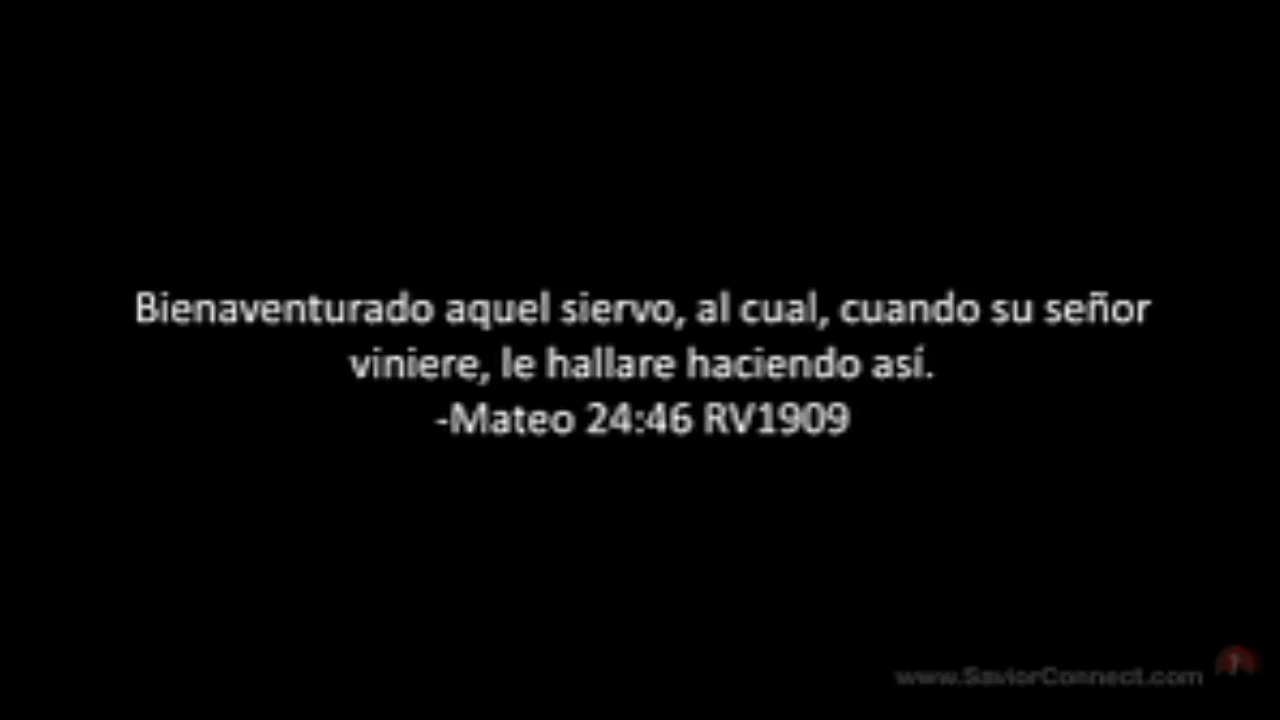 Bienaventurado aquel siervo, al cual, cuando su señor
viniere, le hallare haciendo así.
-Mateo 24:46 RV1909
www.SaviorConnect.com